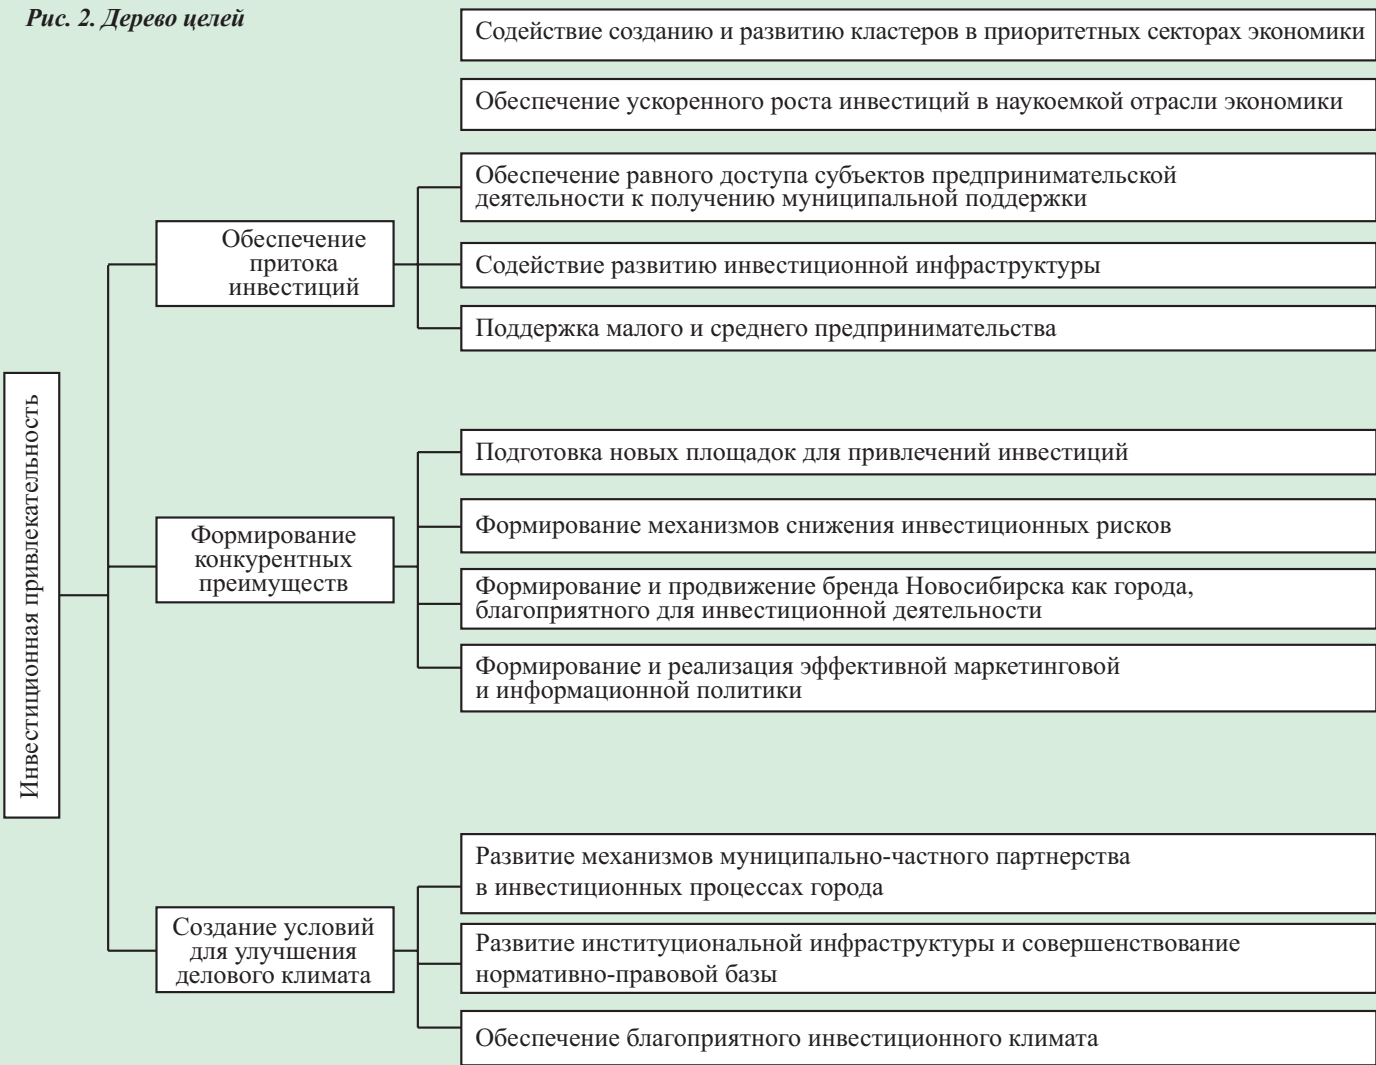 Рис. 2. Дерево целей
Содействие созданию и развитию кластеров в приоритетных секторах экономики
Обеспечение ускоренного роста инвестиций в наукоемкой отрасли экономики
Обеспечение равного доступа субъектов предпринимательской
деятельности к получению муниципальной поддержки
Обеспечение
притока
инвестиций
Содействие развитию инвестиционной инфраструктуры
Поддержка малого и среднего предпринимательства
Инвестиционная привлекательность
Подготовка новых площадок для привлечений инвестиций
Формирование
конкурентных
преимуществ
Формирование механизмов снижения инвестиционных рисков
Формирование и продвижение бренда Новосибирска как города,
благоприятного для инвестиционной деятельности
Формирование и реализация эффективной маркетинговой
и информационной политики
Развитие механизмов муниципально-частного партнерства
в инвестиционных процессах города
Создание условий
для улучшения
делового климата
Развитие институциональной инфраструктуры и совершенствование
нормативно-правовой базы
Обеспечение благоприятного инвестиционного климата